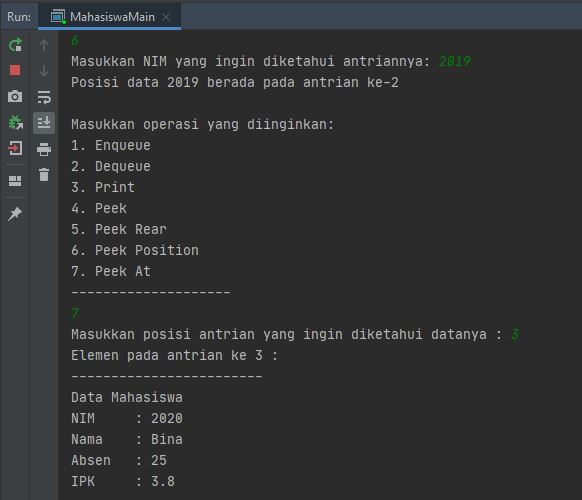 Run: MahasiswaMain
6
Masukkan NIM yang ingin diketahui antriannya: 2019
Posisi data 2019 berada pada antrian ke-2
Masukkan operasi yang diinginkan:
1. Enqueue
2. Dequeue
3. Print
4. Peek
5. Peek Rear
6. Peek Position
7. Peek At
--------------------
7
Masukkan posisi antrian yang ingin diketahui datanya : 3
Elemen pada antrian ke 3 :
------------------------
Data Mahasiswa
NIM     : 2020
Nama    : Bina
Absen   : 25
IPK     : 3.8